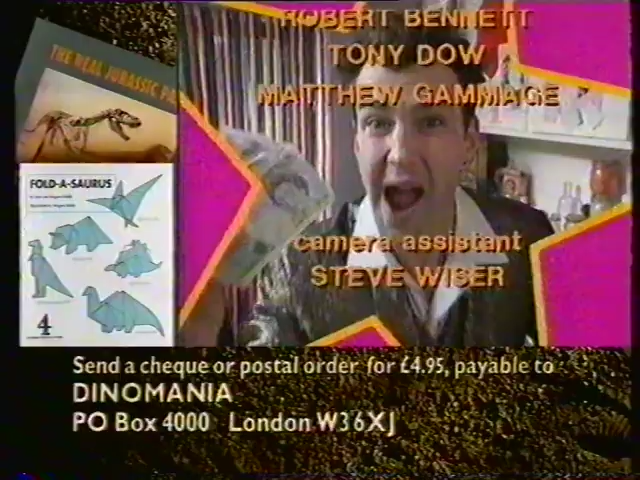 ROBERT BENNETT
TONY DOW
MATTHEW GAMMAGE
camera assistant
STEVE WISER
THE REAL JURASSIC PA
FOLD-A-SAURUS
4
Send a cheque or postal order for £4.95, payable to
DINOMANIA
PO Box 4000 London W3 6XJ